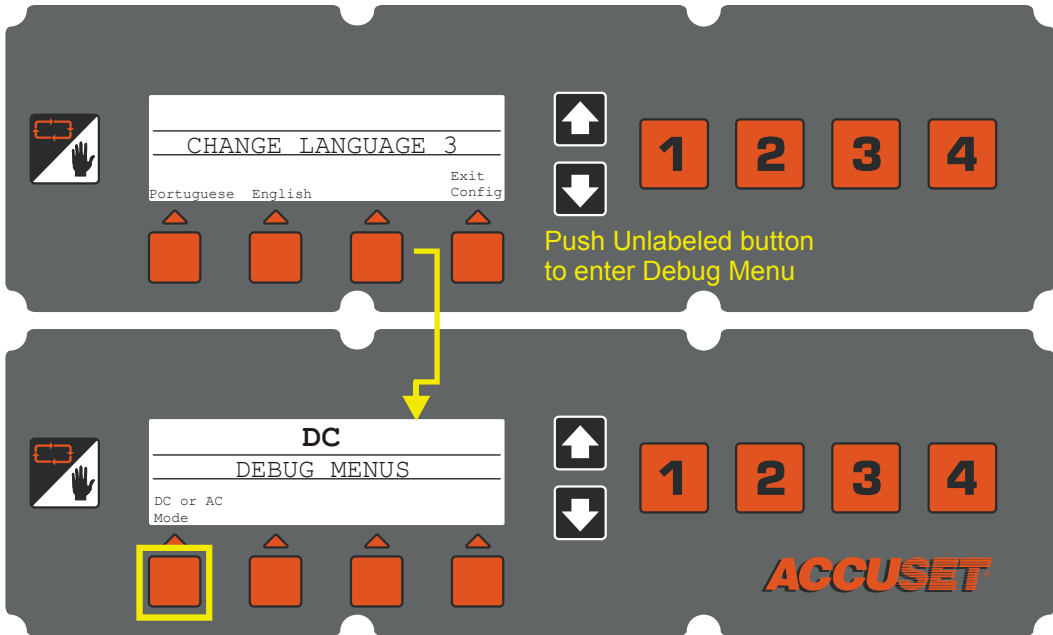 CHANGE LANGUAGE 3
Exit
Portuguese English Config
1 2 3 4
Push Unlabeled button
to enter Debug Menu
DC
DEBUG MENUS
DC or AC
Mode
1 2 3 4
ACCUSET